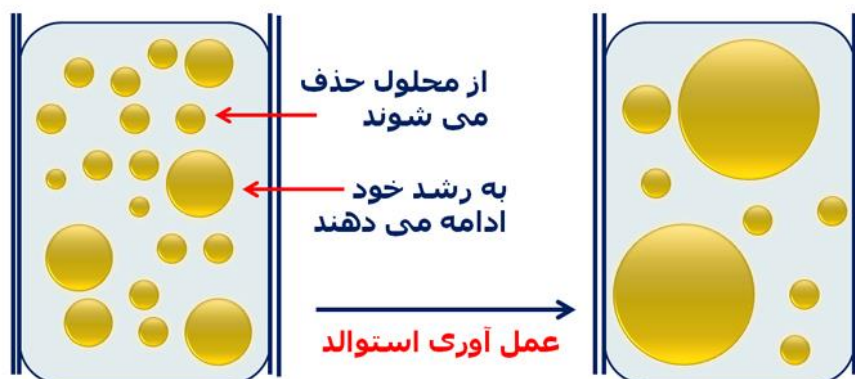 از محلول حذف
می شوند
به رشد خود
ادامه می دهند
عمل آوری استوالد